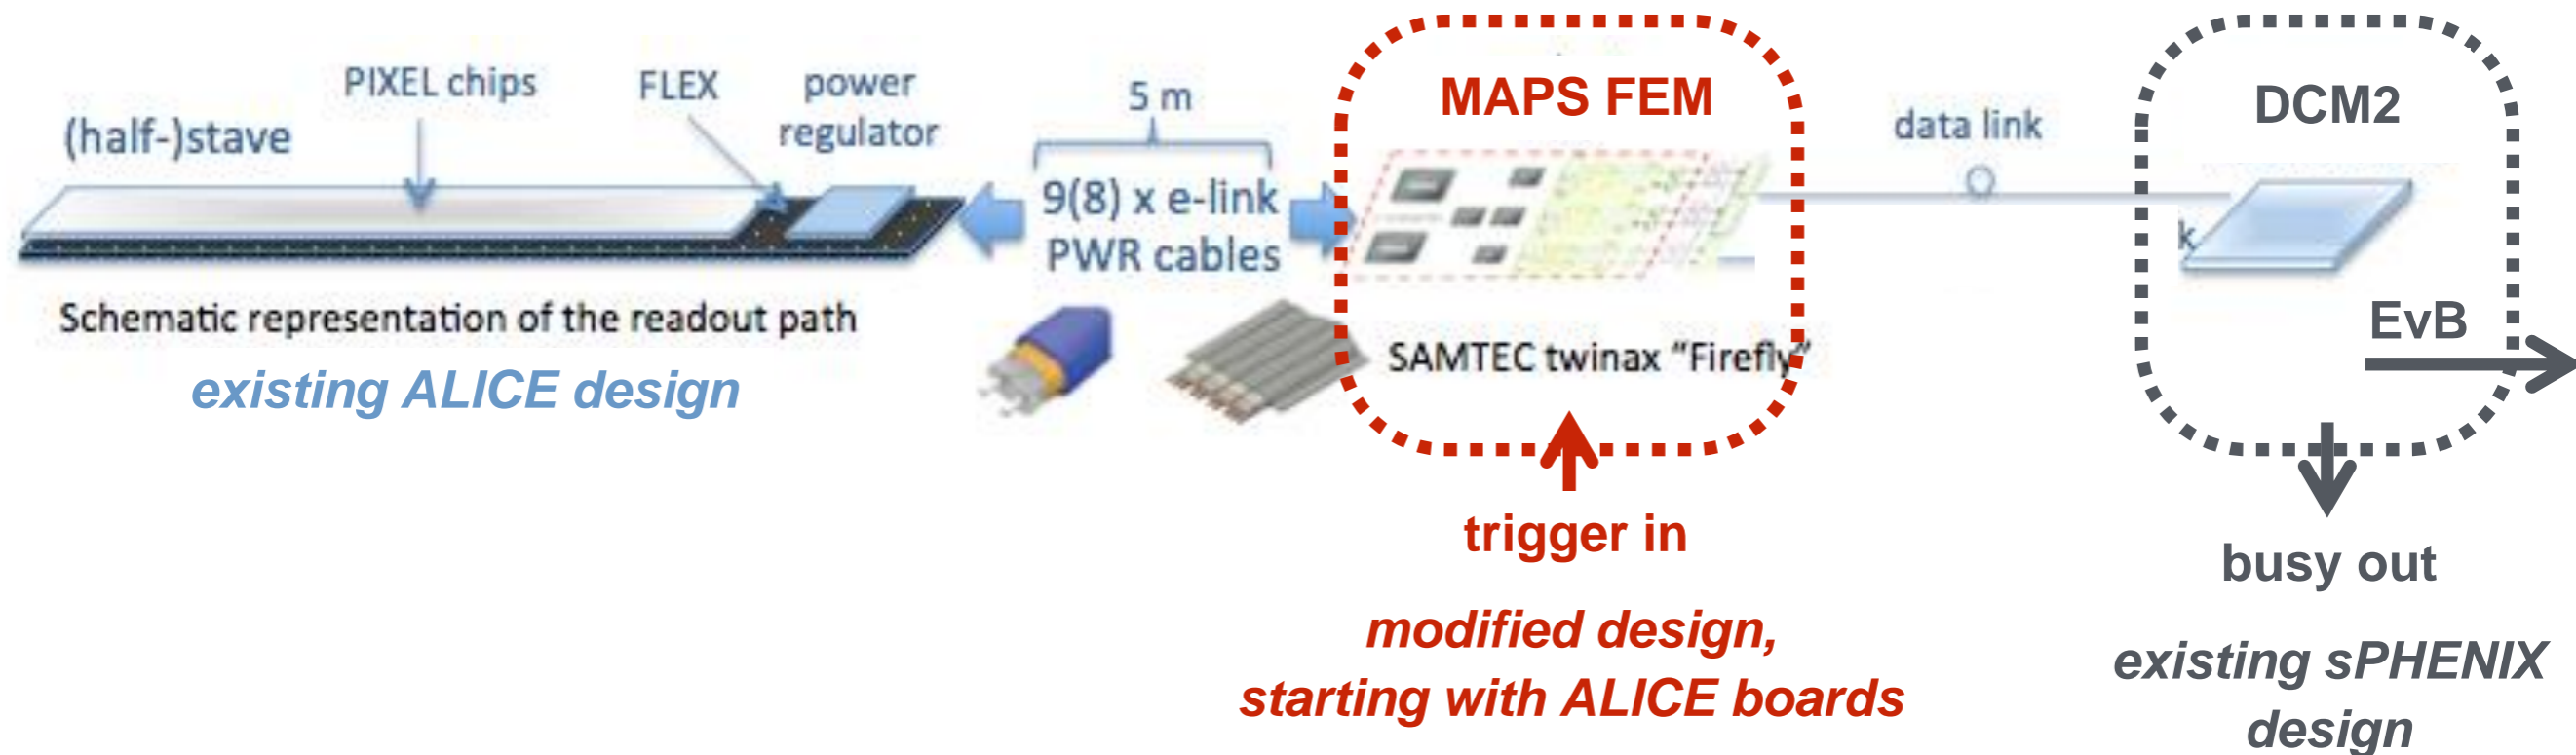 (half-)stave
PIXEL chips
FLEX
power
regulator
5 m
9(8) x e-link
PWR cables
MAPS FEM
data link
DCM2
k
EvB
Schematic representation of the readout path
existing ALICE design
SAMTEC twinax “Firefly”
trigger in
modified design,
starting with ALICE boards
busy out
existing sPHENIX
design